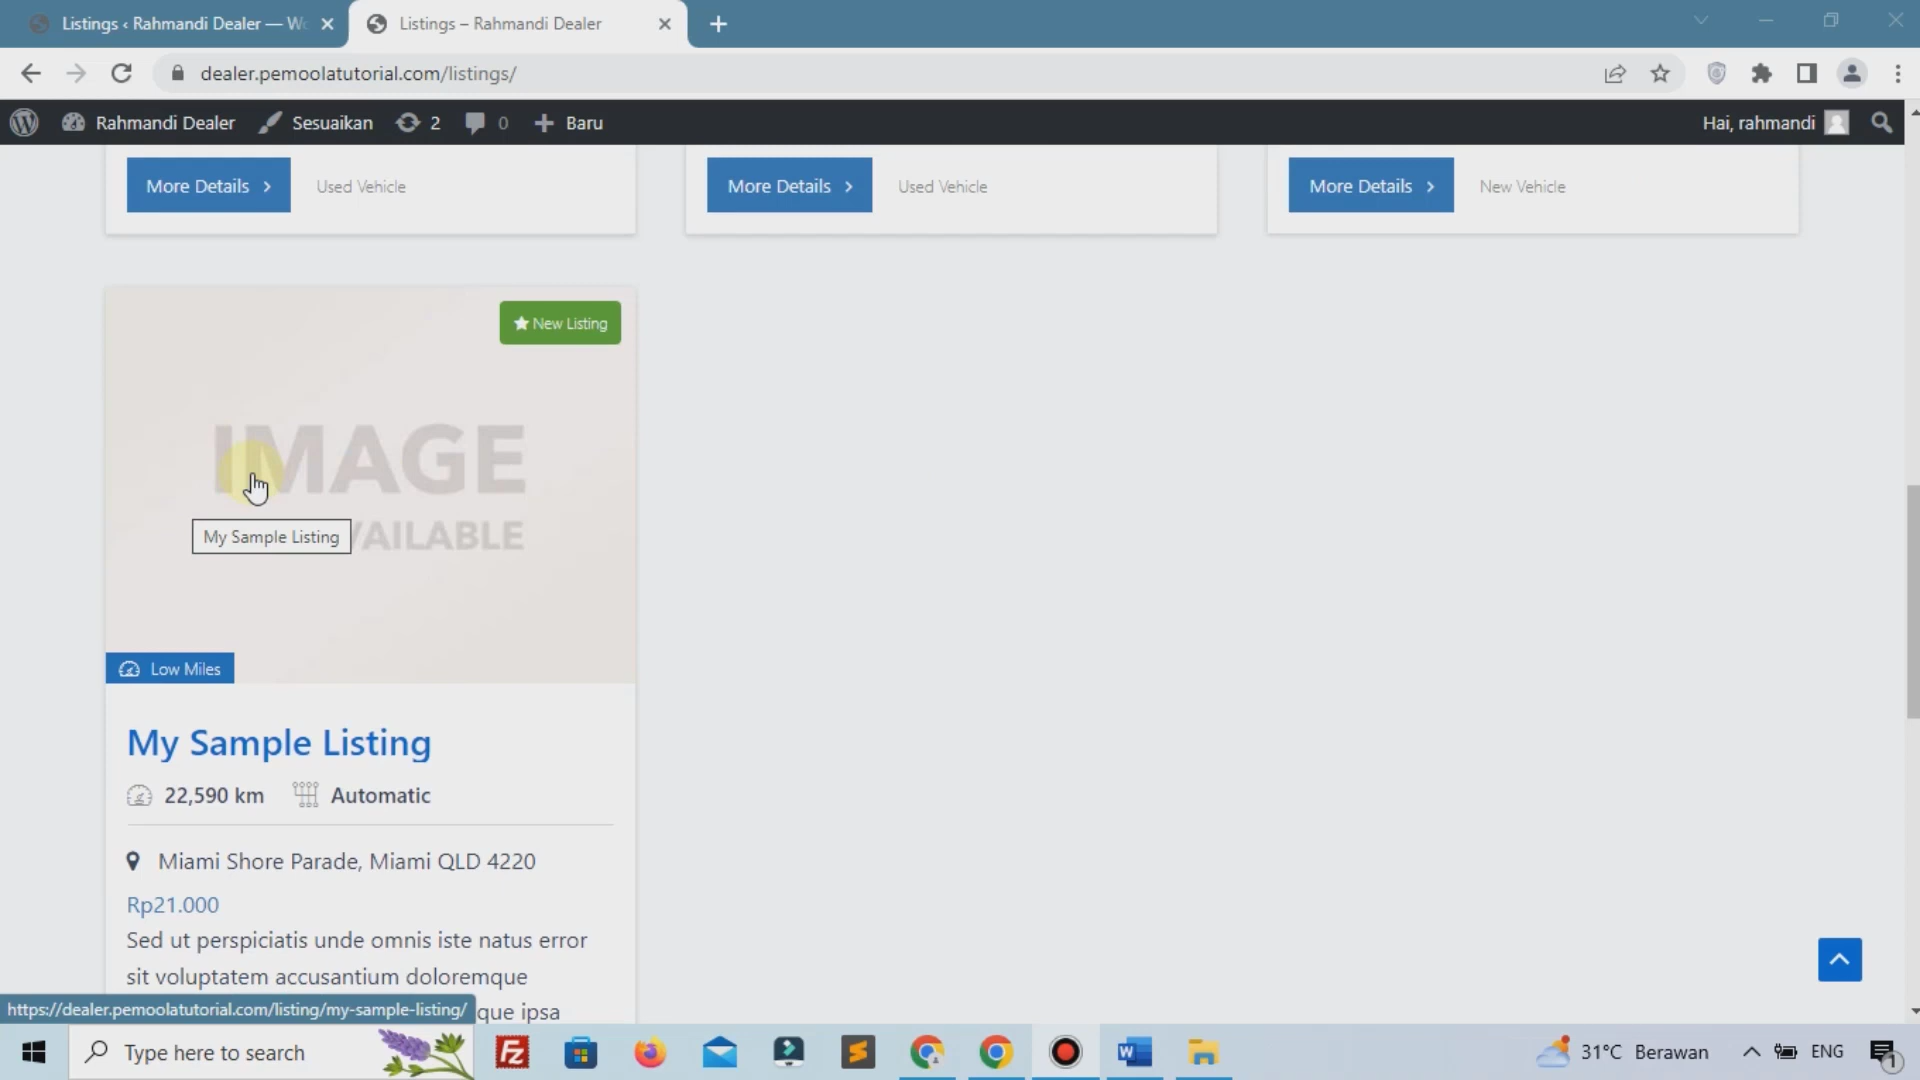 Listings ‹ Rahmandi Dealer — Wo
Listings – Rahmandi Dealer
dealer.pemoolatutorial.com/listings/
Rahmandi Dealer
Sesuaikan
2
0
Baru
Hai, rahmandi
More Details
Used Vehicle
More Details
Used Vehicle
More Details
New Vehicle
New Listing
IMAGE
VAILABLE
My Sample Listing
Low Miles
My Sample Listing
22,590 km
Automatic
Miami Shore Parade, Miami QLD 4220
Rp21.000
Sed ut perspiciatis unde omnis iste natus error
sit voluptatem accusantium doloremque
que ipsa
https://dealer.pemoolatutorial.com/listing/my-sample-listing/
Type here to search
Fz
W
31°C Berawan
ENG
1